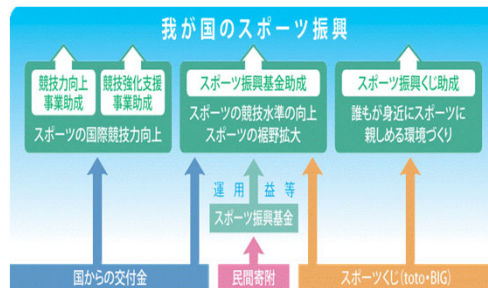 我が国のスポーツ振興
競技力向上
事業助成
競技強化支援
事業助成
スポーツの国際競技力向上
スポーツ振興基金助成
スポーツの競技水準の向上
スポーツの裾野拡大
スポーツ振興くじ助成
誰もが身近にスポーツに
親しめる環境づくり
運用益等
スポーツ振興基金
国からの交付金
民間寄附
スポーツくじ(toto・BIG)